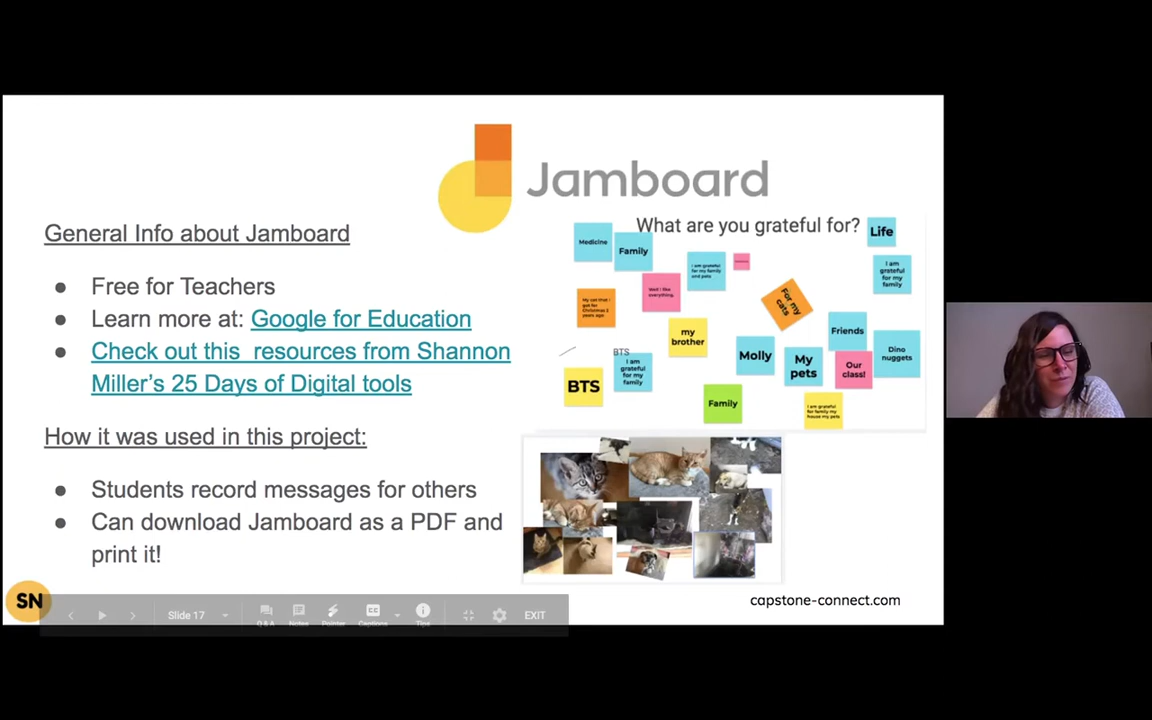 Jamboard
General Info about Jamboard
Free for Teachers
Learn more at: Google for Education
Check out this resources from Shannon
Miller's 25 Days of Digital tools
How it was used in this project:
Students record messages for others
Can download Jamboard as a PDF and
print it!
What are you grateful for?
Life
Medicine
Family
I am grateful
for my family
and pets
I am
grateful
for my
family
Well I like
everything.
My cat that I
got for
Christmas 2
years ago
For my
cats
my
brother
Friends
Dino
nuggets
Molly
My
pets
Our
class!
BTS
I am
grateful
for my
family
BTS
Family
I am grateful
for family my
house my pets
SN
capstone-connect.com
Slide 17
Q & A
Notes
Pointer
Captions
Tips
EXIT